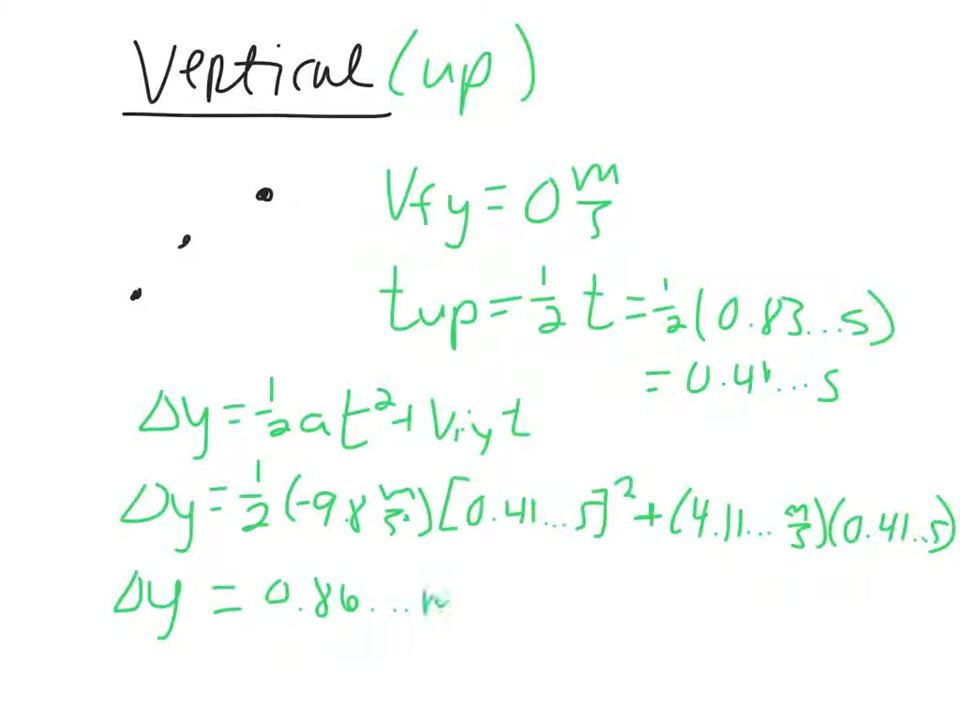 Vertical (up)
Vfy = 0 m/s
tup = 1/2 t = 1/2 (0.83...s)
= 0.41...s
Δy = 1/2 a t² + Viy t
Δy = 1/2 (-9.8 m/s²) [0.41...s]² + (4.11... m/s)(0.41..s)
Δy = 0.86...